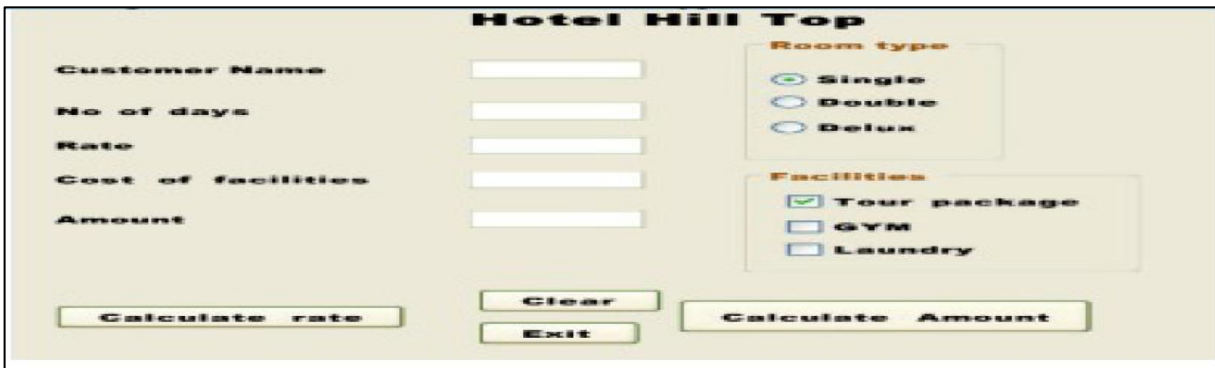 Hotel Hill Top
Customer Name
No of days
Rate
Cost of facilities
Amount
Room type
Single
Double
Delux
Facilities
Tour package
GYM
Laundry
Calculate rate
Clear
Exit
Calculate Amount